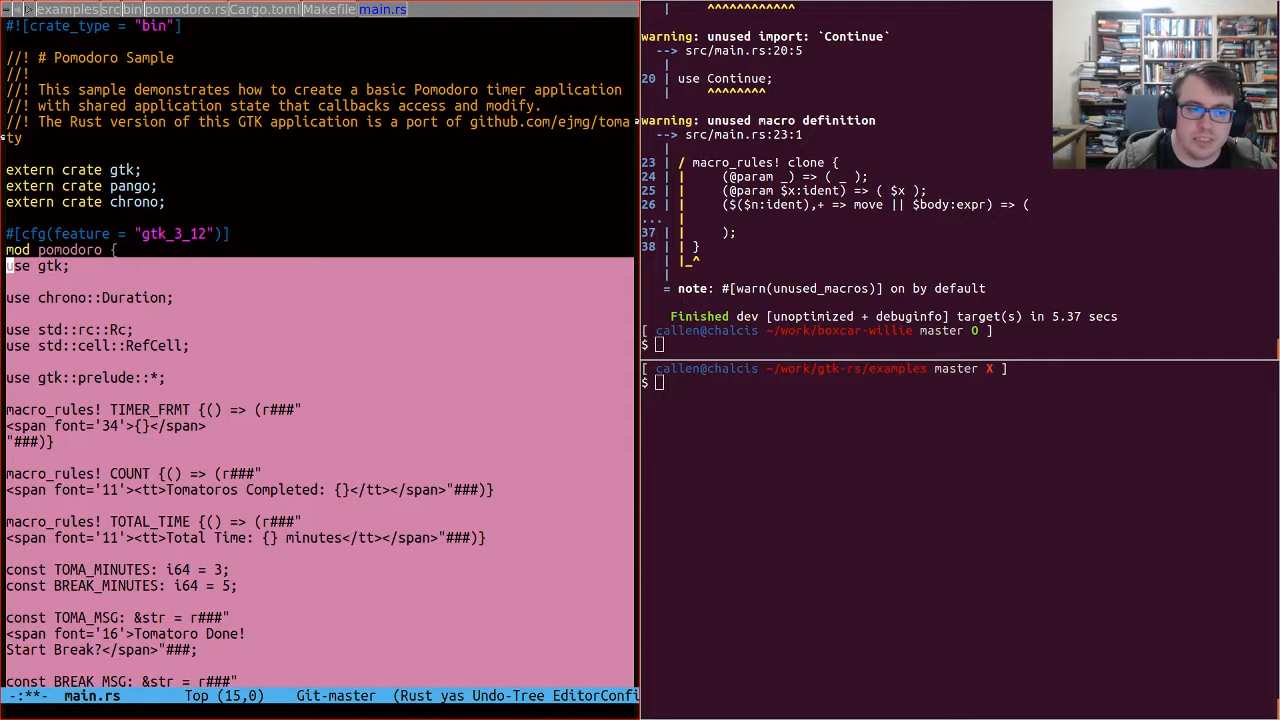 examples src bin pomodoro.rs Cargo.toml Makefile main.rs
#![crate_type = "bin"]
//! # Pomodoro Sample
//!
//! This sample demonstrates how to create a basic Pomodoro timer application
//! with shared application state that callbacks access and modify.
//! The Rust version of this GTK application is a port of github.com/ejmg/toma
ty
extern crate gtk;
extern crate pango;
extern crate chrono;
#[cfg(feature = "gtk_3_12")]
mod pomodoro {
use gtk;
use chrono::Duration;
use std::rc::Rc;
use std::cell::RefCell;
use gtk::prelude::*;
macro_rules! TIMER_FRMT {() => (r###"
<span font='34'>{}</span>
"###)}
macro_rules! COUNT {() => (r###"
<span font='11'><tt>Tomatoros Completed: {}</tt></span>"###)}
macro_rules! TOTAL_TIME {() => (r###"
<span font='11'><tt>Total Time: {} minutes</tt></span>"###)}
const TOMA_MINUTES: i64 = 3;
const BREAK_MINUTES: i64 = 5;
const TOMA_MSG: &str = r###"
<span font='16'>Tomatoro Done!
Start Break?</span>"###;
const BREAK_MSG: &str = r###"
-:**-  main.rs        Top (15,0)     Git-master  (Rust yas Undo-Tree EditorConfi
|     ^^^^^^^^^^^^
warning: unused import: `Continue`
--> src/main.rs:20:5
|
20 | use Continue;
|     ^^^^^^^^
warning: unused macro definition
--> src/main.rs:23:1
|
23 | / macro_rules! clone {
24 | |     (@param _) => ( _ );
25 | |     (@param $x:ident) => ( $x );
26 | |     ($($n:ident),+ => move || $body:expr) => (
... |
37 | |     );
38 | | }
| |_^
|
= note: #[warn(unused_macros)] on by default
Finished dev [unoptimized + debuginfo] target(s) in 5.37 secs
[ callen@chalcis ~/work/boxcar-willie master O ]
$
[ callen@chalcis ~/work/gtk-rs/examples master X ]
$